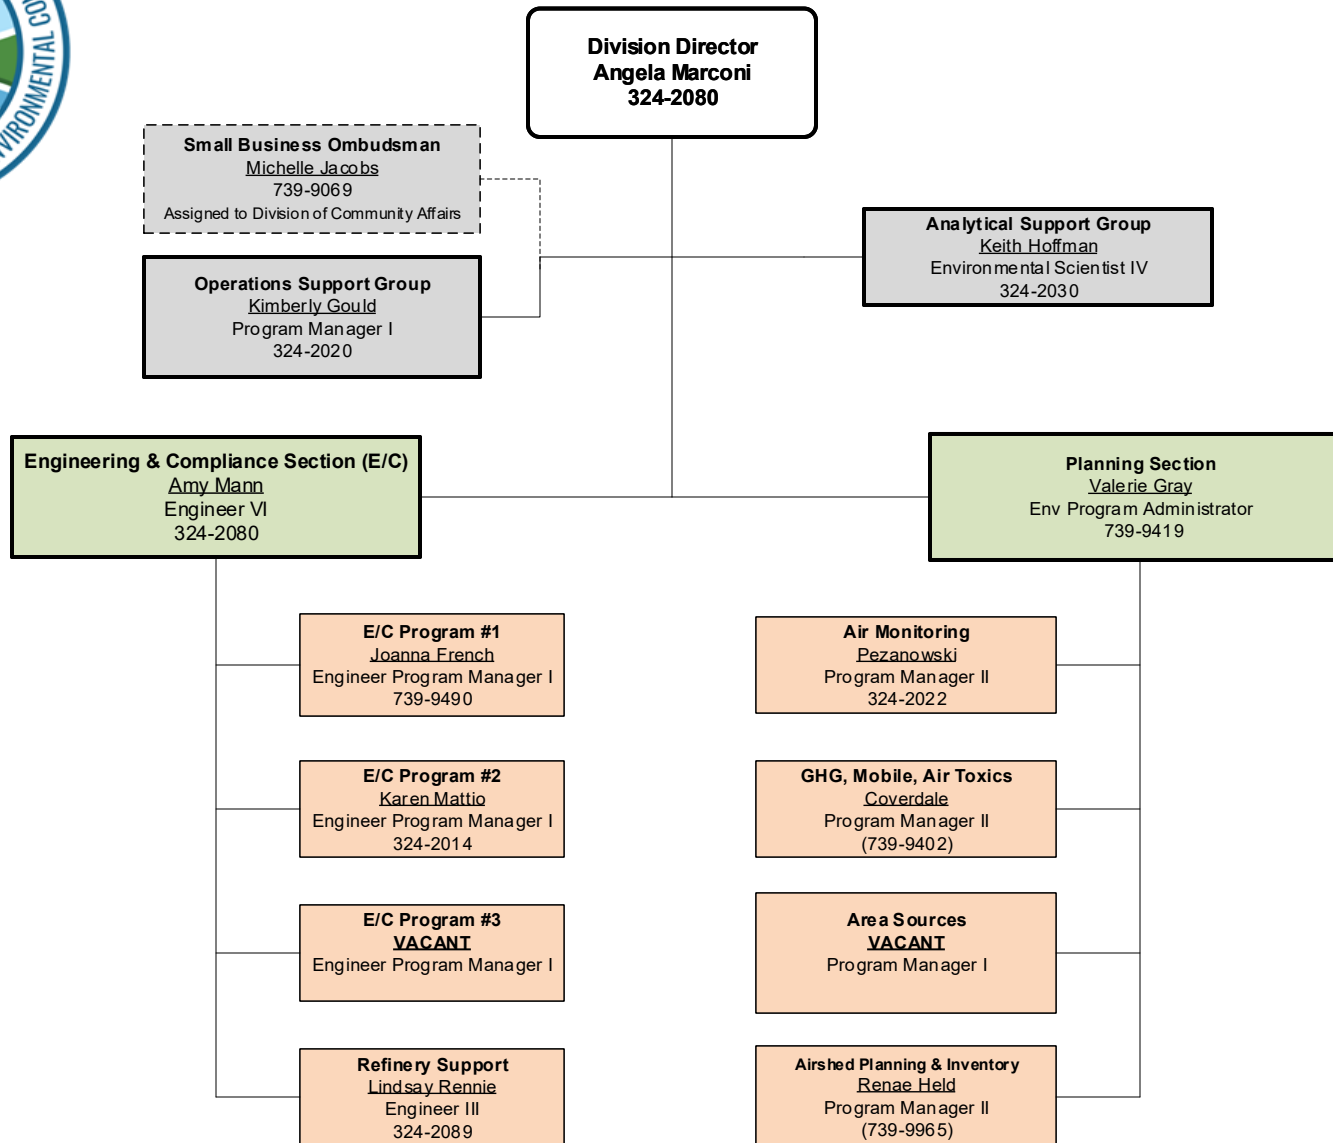 VIRONMENTAL CO
Division Director
Angela Marconi
324-2080
Small Business Ombudsman
Michelle Jacobs
739-9069
Assigned to Division of Community Affairs
Analytical Support Group
Keith Hoffman
Environmental Scientist IV
324-2030
Operations Support Group
Kimberly Gould
Program Manager I
324-2020
Engineering & Compliance Section (E/C)
Amy Mann
Engineer VI
324-2080
Planning Section
Valerie Gray
Env Program Administrator
739-9419
E/C Program #1
Joanna French
Engineer Program Manager I
739-9490
Air Monitoring
Pezanowski
Program Manager II
324-2022
E/C Program #2
Karen Mattio
Engineer Program Manager I
324-2014
GHG, Mobile, Air Toxics
Coverdale
Program Manager II
(739-9402)
E/C Program #3
VACANT
Engineer Program Manager I
Area Sources
VACANT
Program Manager I
Refinery Support
Lindsay Rennie
Engineer III
324-2089
Airshed Planning & Inventory
Renae Held
Program Manager II
(739-9965)